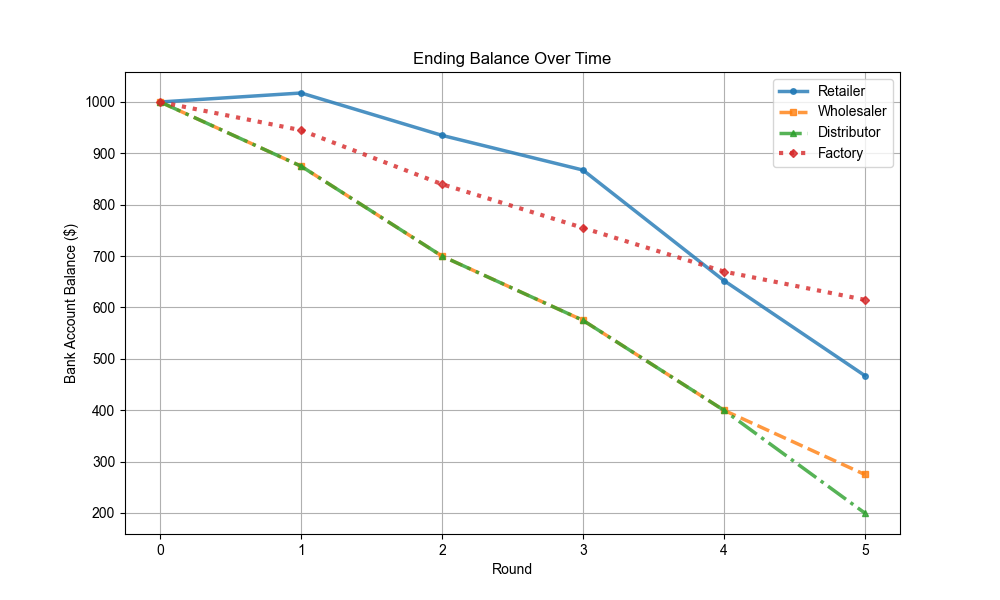 Ending Balance Over Time
Bank Account Balance ($)
1000
900
800
700
600
500
400
300
200
0 1 2 3 4 5
Round
Retailer
Wholesaler
Distributor
Factory